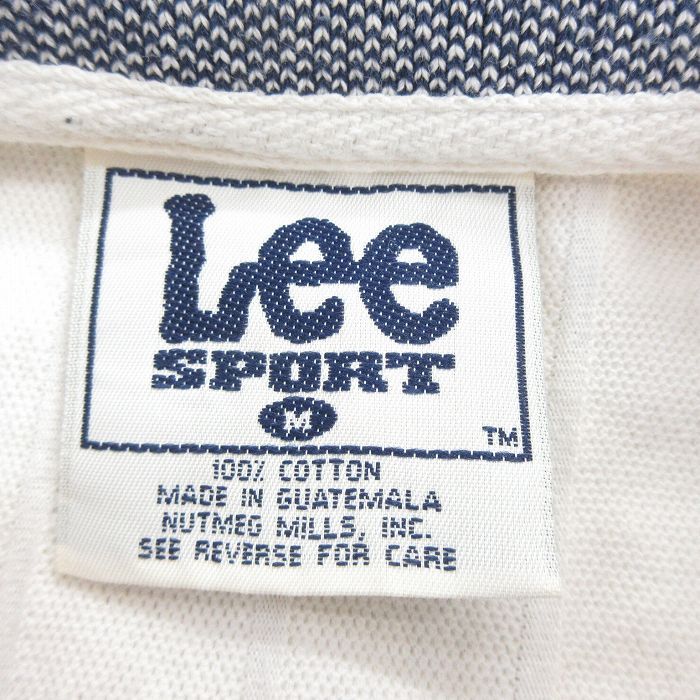 Lee
SPORT
M
TM
100% COTTON
MADE IN GUATEMALA
NUTMEG MILLS, INC.
SEE REVERSE FOR CARE